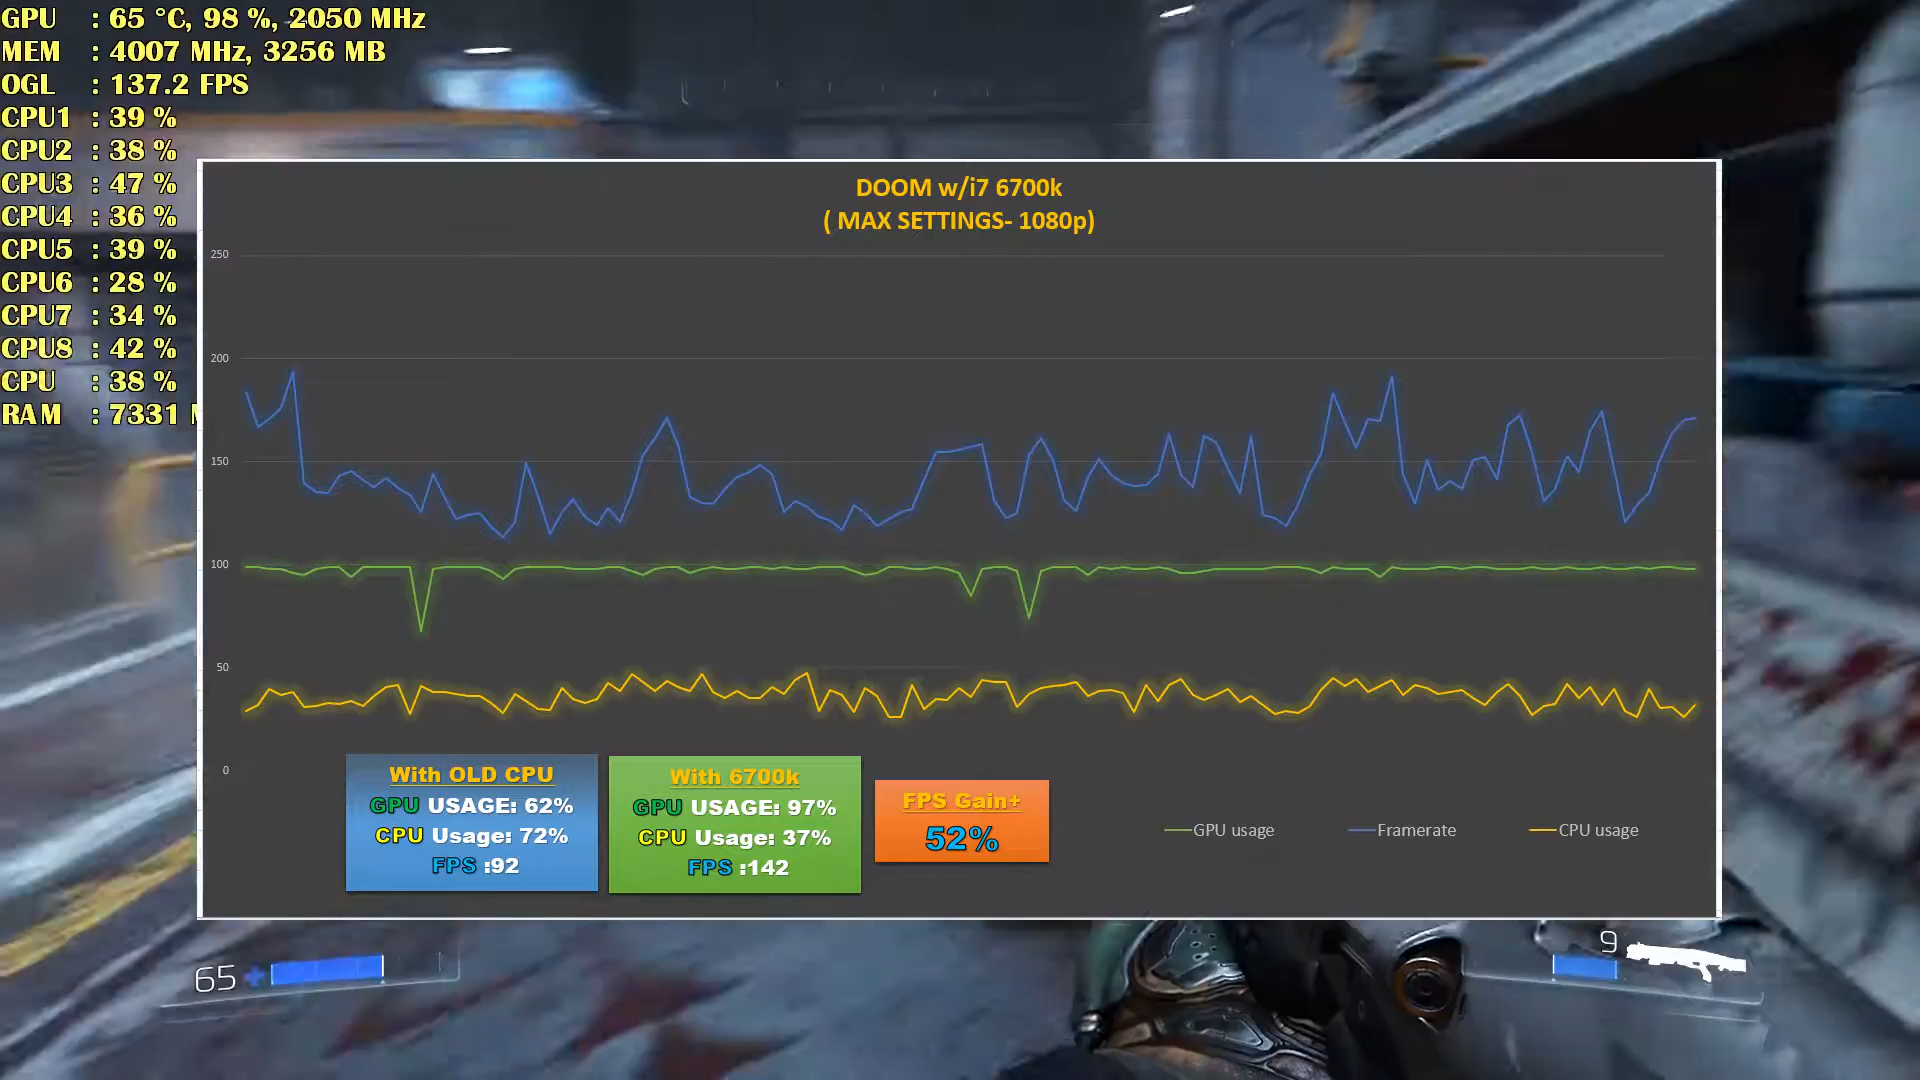 GPU : 65 °C, 98 %, 2050 MHz
MEM : 4007 MHz, 3256 MB
OGL : 137.2 FPS
CPU1 : 39 %
CPU2 : 38 %
CPU3 : 47 %
CPU4 : 36 %
CPU5 : 39 %
CPU6 : 28 %
CPU7 : 34 %
CPU8 : 42 %
CPU : 38 %
RAM : 7331
DOOM w/i7 6700k
( MAX SETTINGS- 1080p)
250
200
150
100
50
0
With OLD CPU
GPU USAGE: 62%
CPU Usage: 72%
FPS :92
With 6700k
GPU USAGE: 97%
CPU Usage: 37%
FPS :142
FPS Gain+
52%
GPU usage
Framerate
CPU usage
65
9